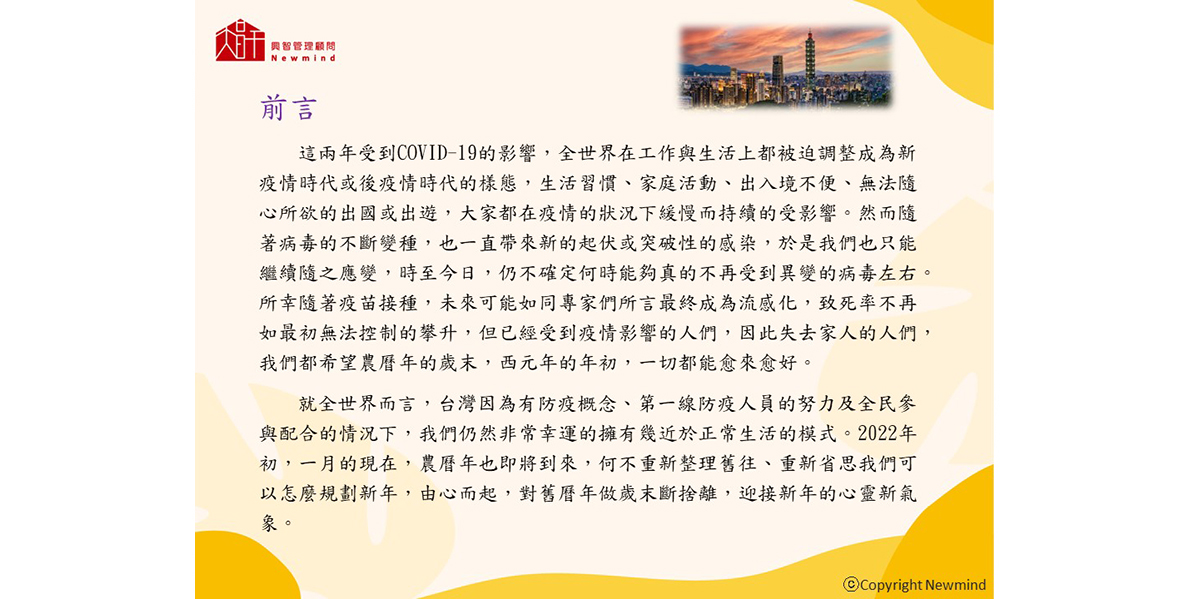 興智管理顧問
Newmind
前言
這兩年受到COVID-19的影響，全世界在工作與生活上都被迫調整成為新
疫情時代或後疫情時代的樣態，生活習慣、家庭活動、出入境不便、無法隨
心所欲的出國或出遊，大家都在疫情的狀況下緩慢而持續的受影響。然而隨
著病毒的不斷變種，也一直帶來新的起伏或突破性的感染，於是我們也只能
繼續隨之應變，時至今日，仍不確定何時能夠真的不再受到異變的病毒左右。
所幸隨著疫苗接種，未來可能如同專家們所言最終成為流感化，致死率不再
如最初無法控制的攀升，但已經受到疫情影響的人們，因此失去家人的人們，
我們都希望農曆年的歲末，西元年的年初，一切都能愈來愈好。
就全世界而言，台灣因為有防疫概念、第一線防疫人員的努力及全民參
與配合的情況下，我們仍然非常幸運的擁有幾近於正常生活的模式。2022年
初，一月的現在，農曆年也即將到來，何不重新整理舊往、重新省思我們可
以怎麼規劃新年，由心而起，對舊曆年做歲末斷捨離，迎接新年的心靈新氣
象。
ⓒCopyright Newmind